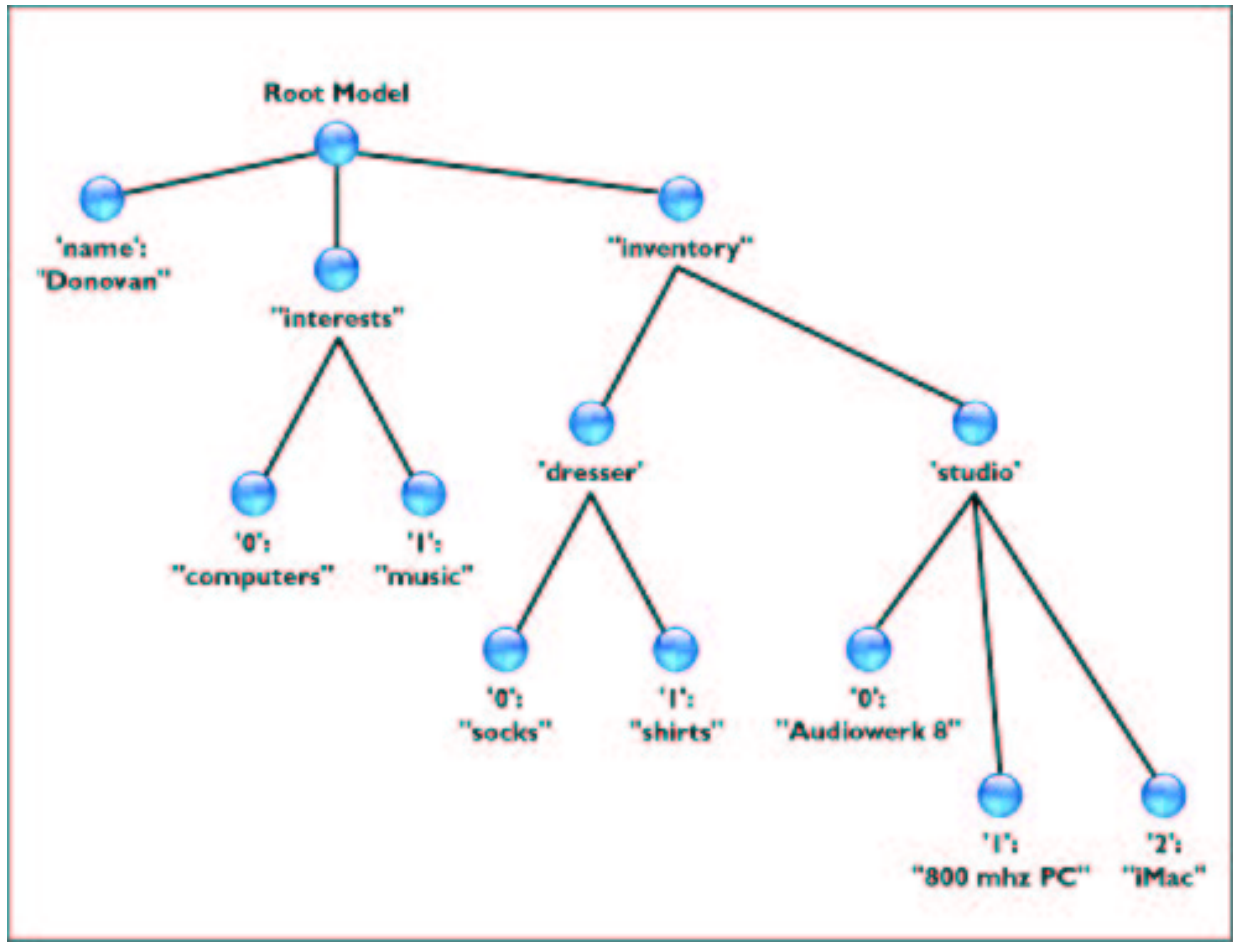 Root Model
'name':
"Donovan"
"inventory"
"interests"
'dresser'
'studio'
'0':
"computers"
'1':
"music"
'0':
"socks"
'1':
"shirts"
'0':
"Audiowerk 8"
'1':
"800 mhz PC"
'2':
"iMac"